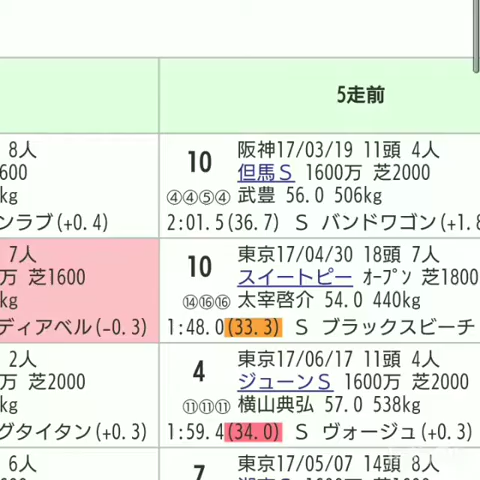 5走前
8人
600
kg
ンラブ(+0.4)
10
阪神17/03/19 11頭 4人
但馬S 1600万 芝2000
④④⑤④ 武豊 56.0 506kg
2:01.5(36.7) S バンドワゴン(+1.8
7人
万 芝1600
kg
ディアベル(-0.3)
10
東京17/04/30 18頭 7人
スイートピー オープン 芝1800
⑭⑯⑯ 太宰啓介 54.0 440kg
1:48.0(33.3) S ブラックスビーチ
2人
万 芝2000
kg
グタイタン(+0.3)
4
東京17/06/17 11頭 4人
ジューンS 1600万 芝2000
⑪⑪⑪ 横山典弘 57.0 538kg
1:59.4(34.0) S ヴォージュ(+0.3)
6人
7
東京17/05/07 14頭 8人